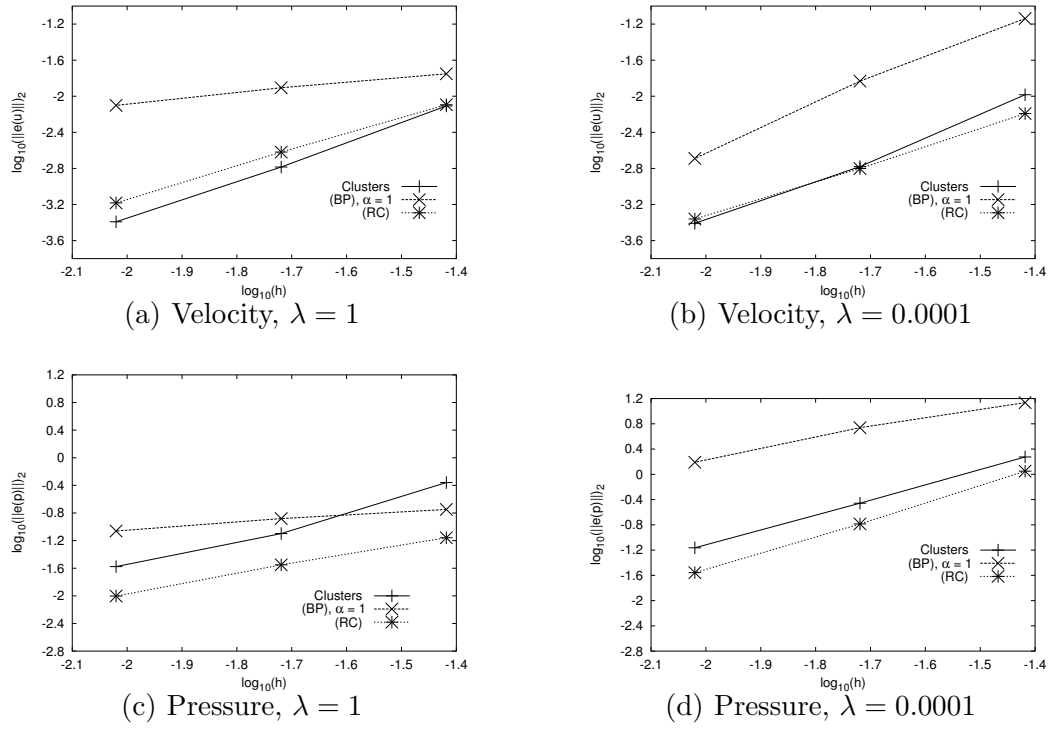 -1.2
-1.6
-2
-2.4
-2.8
-3.2
-3.6
log10(||e(u)||)2
Clusters
(BP), α = 1
(RC)
-2.1 -2 -1.9 -1.8 -1.7 -1.6 -1.5 -1.4
log10(h)
(a) Velocity, λ = 1
-1.2
-1.6
-2
-2.4
-2.8
-3.2
-3.6
log10(||e(u)||)2
Clusters
(BP), α = 1
(RC)
-2.1 -2 -1.9 -1.8 -1.7 -1.6 -1.5 -1.4
log10(h)
(b) Velocity, λ = 0.0001
1.2
0.8
0.4
0
-0.4
-0.8
-1.2
-1.6
-2
-2.4
-2.8
log10(||e(p)||)2
Clusters
(BP), α = 1
(RC)
-2.1 -2 -1.9 -1.8 -1.7 -1.6 -1.5 -1.4
log10(h)
(c) Pressure, λ = 1
1.2
0.8
0.4
0
-0.4
-0.8
-1.2
-1.6
-2
-2.4
-2.8
log10(||e(p)||)2
Clusters
(BP), α = 1
(RC)
-2.1 -2 -1.9 -1.8 -1.7 -1.6 -1.5 -1.4
log10(h)
(d) Pressure, λ = 0.0001